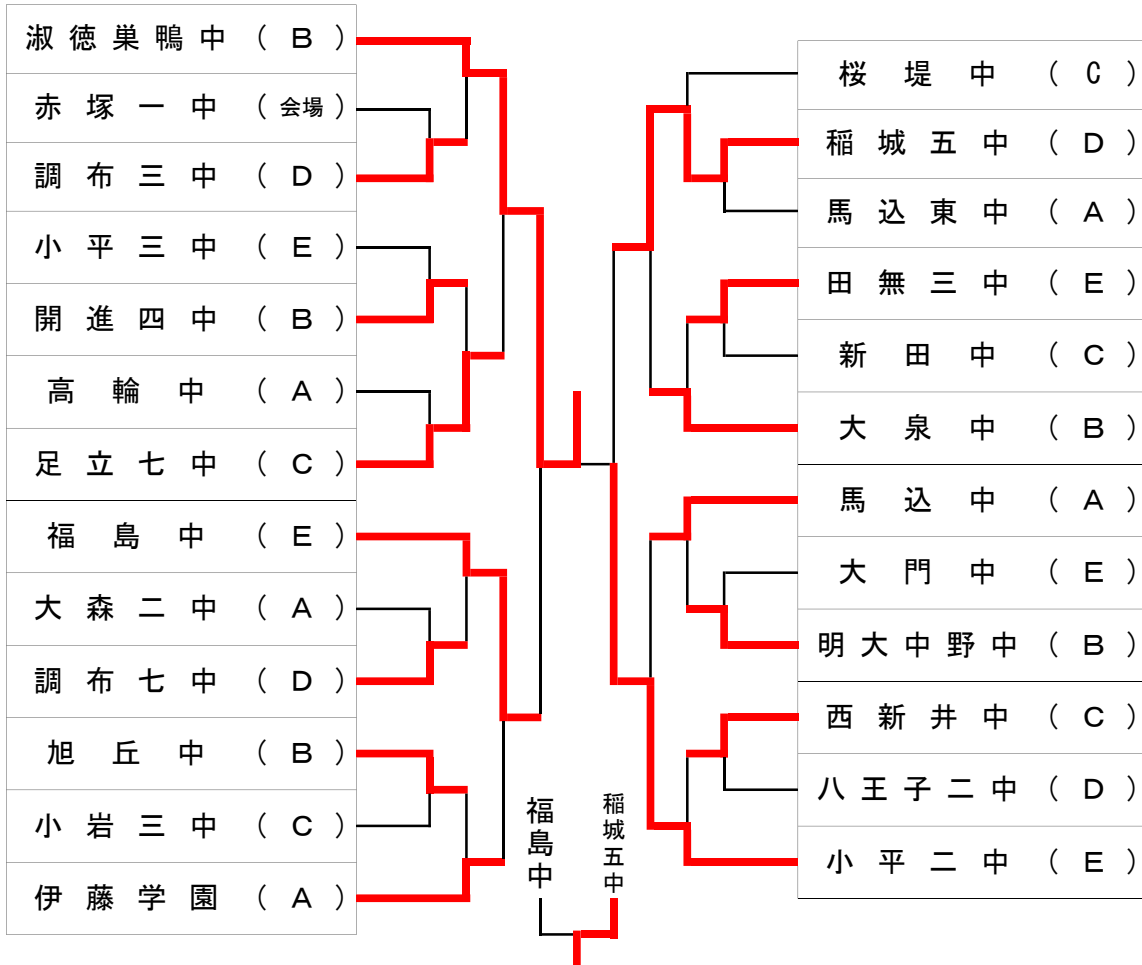 淑徳巣鴨中 ( B )
赤塚一中 ( 会場 )
調布三中 ( D )
小平三中 ( E )
開進四中 ( B )
高輪中 ( A )
足立七中 ( C )
福島中 ( E )
大森二中 ( A )
調布七中 ( D )
旭丘中 ( B )
小岩三中 ( C )
伊藤学園 ( A )
福島中
稲城五中
桜堤中 ( C )
稲城五中 ( D )
馬込東中 ( A )
田無三中 ( E )
新田中 ( C )
大泉中 ( B )
馬込中 ( A )
大門中 ( E )
明大中野中 ( B )
西新井中 ( C )
八王子二中 ( D )
小平二中 ( E )